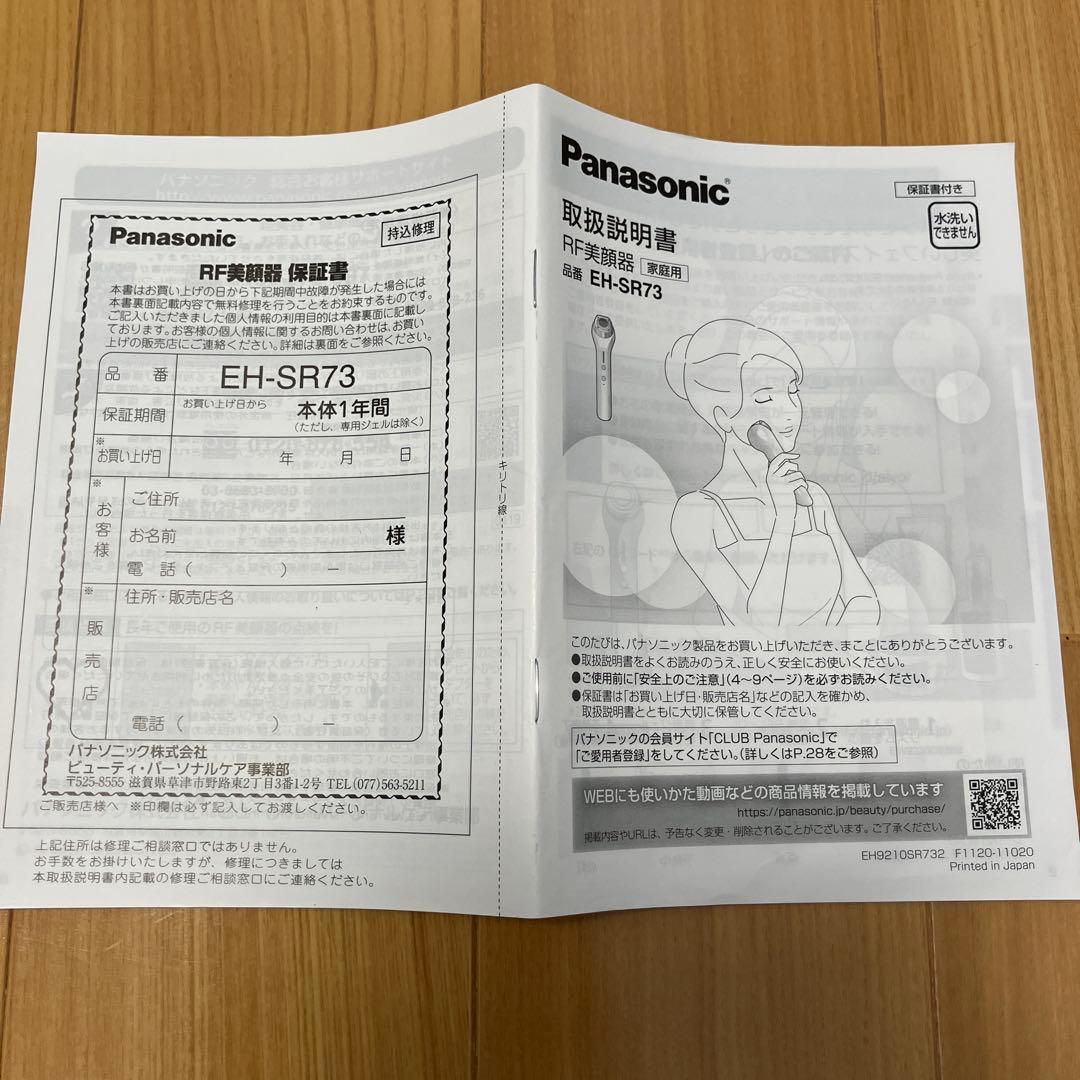 Panasonic
持込修理
RF美顔器 保証書
本書はお買い上げの日から下記期間中故障が発生した場合には
本書裏面記載内容で無料修理を行うことをお約束するものです。
ご記入いただきました個人情報の利用目的は本書裏面に記載し
ております。お客様の個人情報に関するお問い合わせは、お買い
上げの販売店にご連絡ください。詳細は裏面をご参照ください。
品 番 EH-SR73
保証期間 お買い上げ日から 本体1年間
(ただし、専用ジェルは除く)
※
お買い上げ日 年 月 日
※
お客様
ご住所
お名前 様
電 話 ( ) −
※
販売店
住所・販売店名
電話 ( ) −
パナソニック株式会社
ビューティ・パーソナルケア事業部
〒525-8555 滋賀県草津市野路東2丁目3番1-2号 TEL(077)563-5211
ご販売店様へ ※印欄は必ず記入してお渡しください。
上記住所は修理ご相談窓口ではありません。
お手数をお掛けいたしますが、修理につきましては
本取扱説明書内記載の修理ご相談窓口にご連絡ください。
キリトリ線
Panasonic®
保証書付き
取扱説明書
水洗い
できません
RF美顔器 家庭用
品番 EH-SR73
このたびは、パナソニック製品をお買い上げいただき、まことにありがとうございます。
●取扱説明書をよくお読みのうえ、正しく安全にお使いください。
●ご使用前に「安全上のご注意」(4〜9ページ)を必ずお読みください。
●保証書は「お買い上げ日・販売店名」などの記入を確かめ、
取扱説明書とともに大切に保管してください。
パナソニックの会員サイト「CLUB Panasonic」で
「ご愛用者登録」をしてください。(詳しくはP.28をご参照)
WEBにも使いかた動画などの商品情報を掲載しています
https://panasonic.jp/beauty/purchase/
掲載内容やURLは、予告なく変更・削除されることがございます。ご了承ください。
EH9210SR732 F1120-11020
Printed in Japan